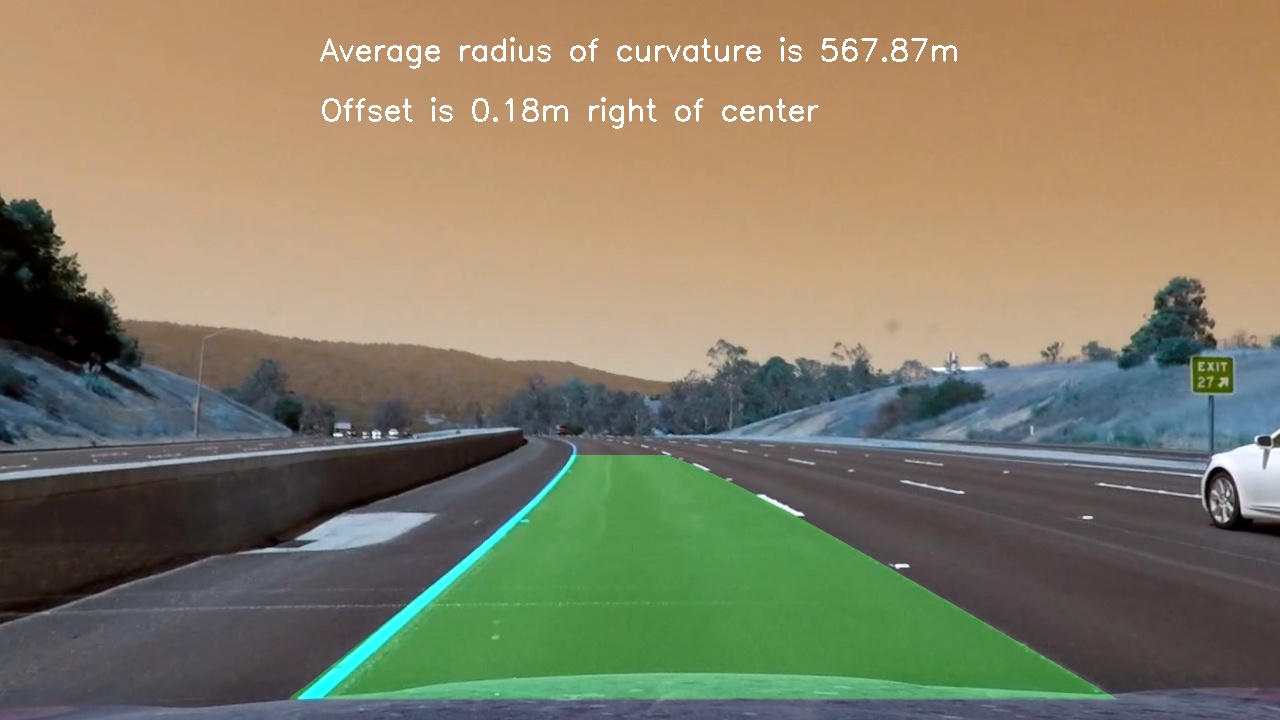 Average radius of curvature is 567.87m
Offset is 0.18m right of center
EXIT
27